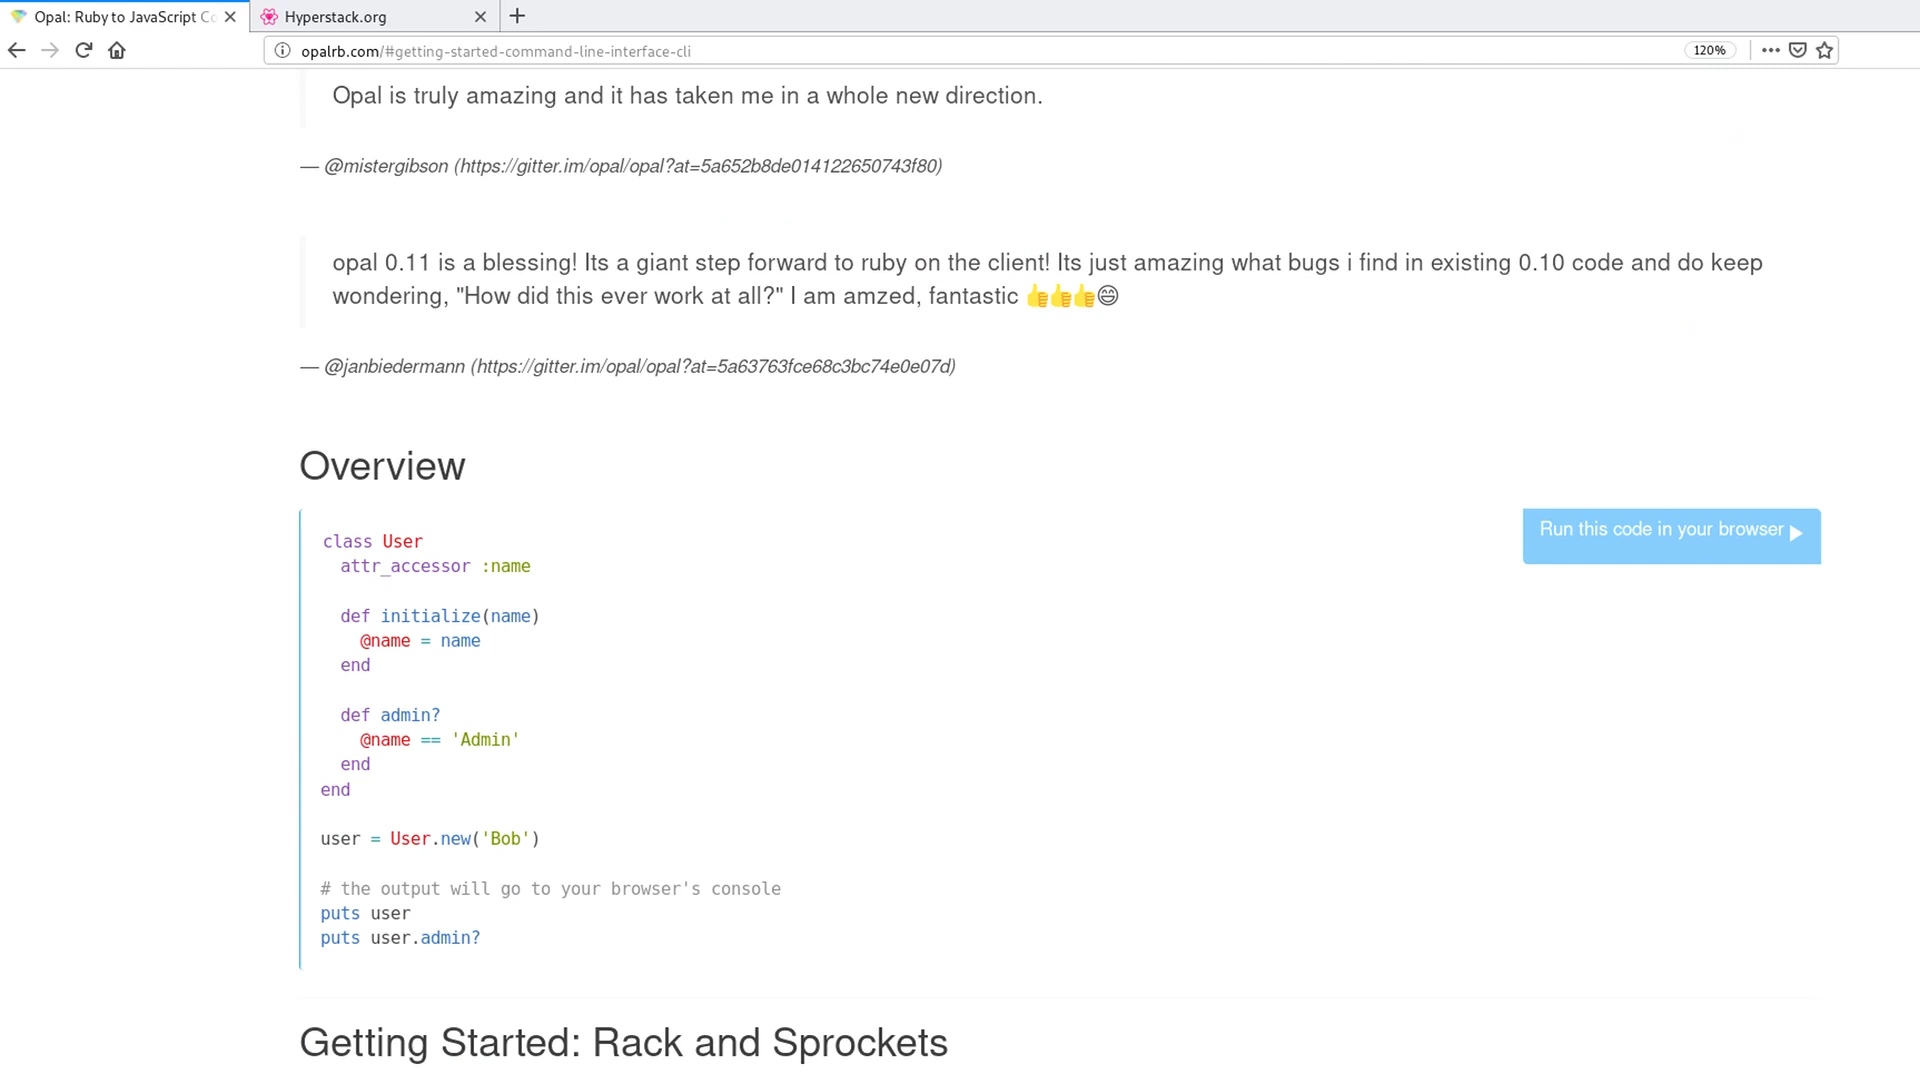 Opal: Ruby to JavaScript Co
Hyperstack.org
opalrb.com/#getting-started-command-line-interface-cli
120%
Opal is truly amazing and it has taken me in a whole new direction.
— @mistergibson (https://gitter.im/opal/opal?at=5a652b8de014122650743f80)
opal 0.11 is a blessing! Its a giant step forward to ruby on the client! Its just amazing what bugs i find in existing 0.10 code and do keep
wondering, "How did this ever work at all?" I am amzed, fantastic 👍👍👍😄
— @janbiedermann (https://gitter.im/opal/opal?at=5a63763fce68c3bc74e0e07d)
Overview
Run this code in your browser
class User
  attr_accessor :name
  def initialize(name)
    @name = name
  end
  def admin?
    @name == 'Admin'
  end
end
user = User.new('Bob')
# the output will go to your browser's console
puts user
puts user.admin?
Getting Started: Rack and Sprockets